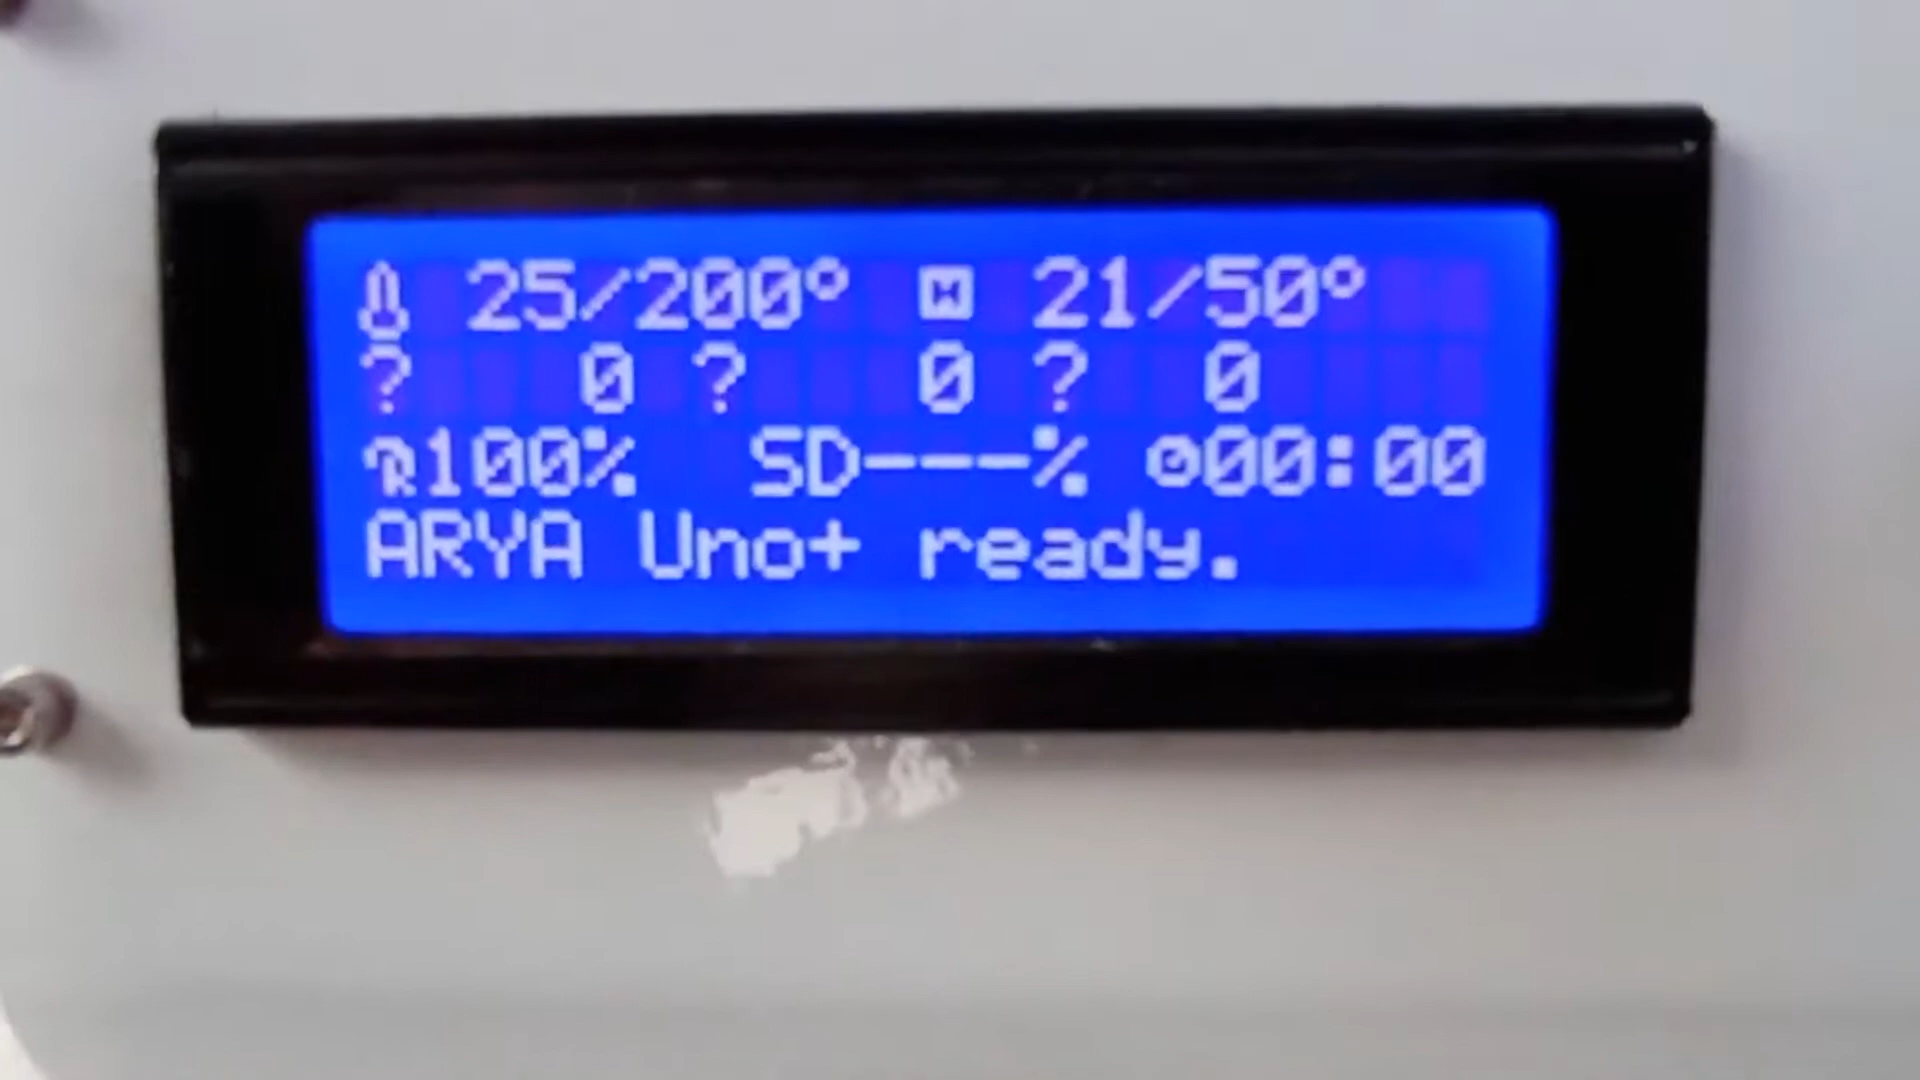 25/200° 21/50°
? 0 ? 0 ? 0
100% SD---% 00:00
ARYA Uno+ ready.